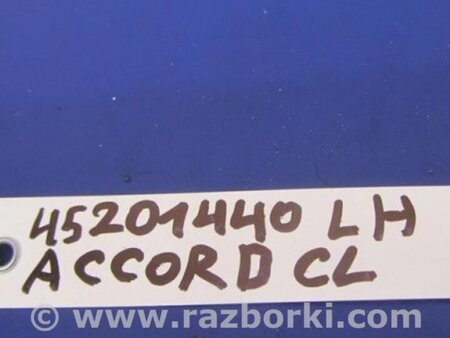 45201440 LH
ACCORD CL
© www.razborki.com